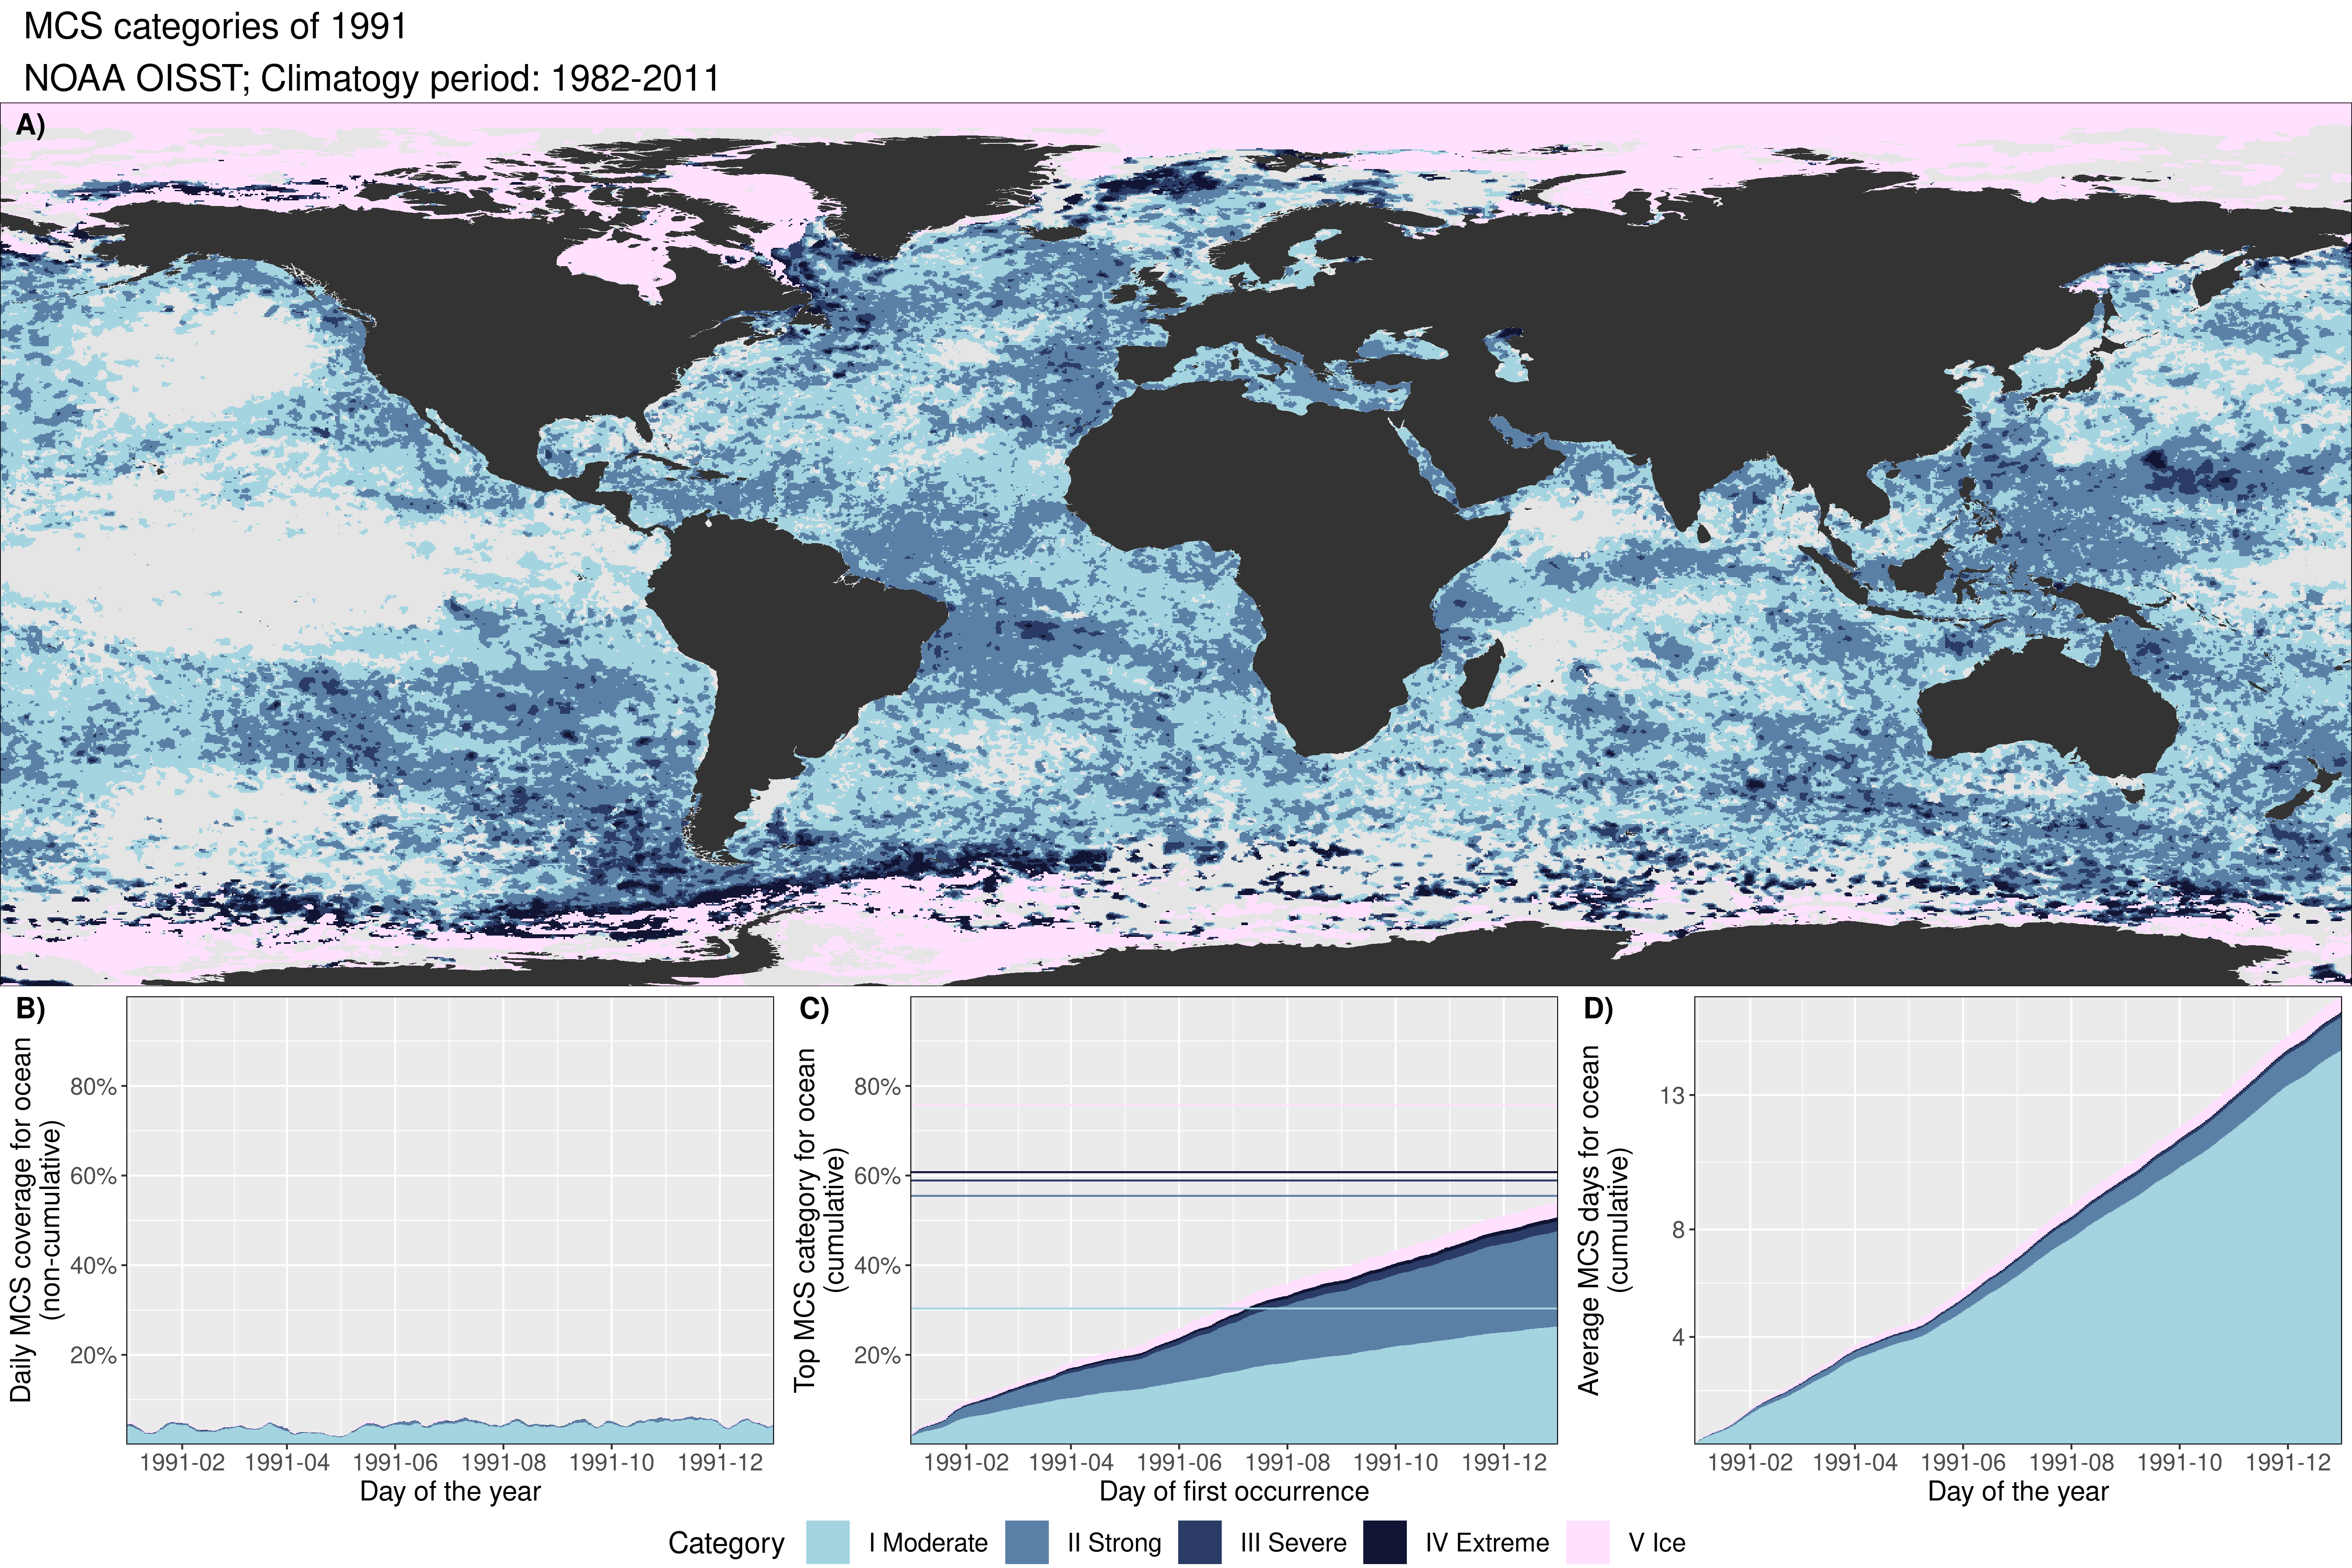 MCS categories of 1991
NOAA OISST; Climatogy period: 1982-2011
A)
B)
Daily MCS coverage for ocean
(non-cumulative)
80%
60%
40%
20%
1991-02 1991-04 1991-06 1991-08 1991-10 1991-12
Day of the year
C)
Top MCS category for ocean
(cumulative)
80%
60%
40%
20%
1991-02 1991-04 1991-06 1991-08 1991-10 1991-12
Day of first occurrence
D)
Average MCS days for ocean
(cumulative)
13
8
4
1991-02 1991-04 1991-06 1991-08 1991-10 1991-12
Day of the year
Category I Moderate II Strong III Severe IV Extreme V Ice